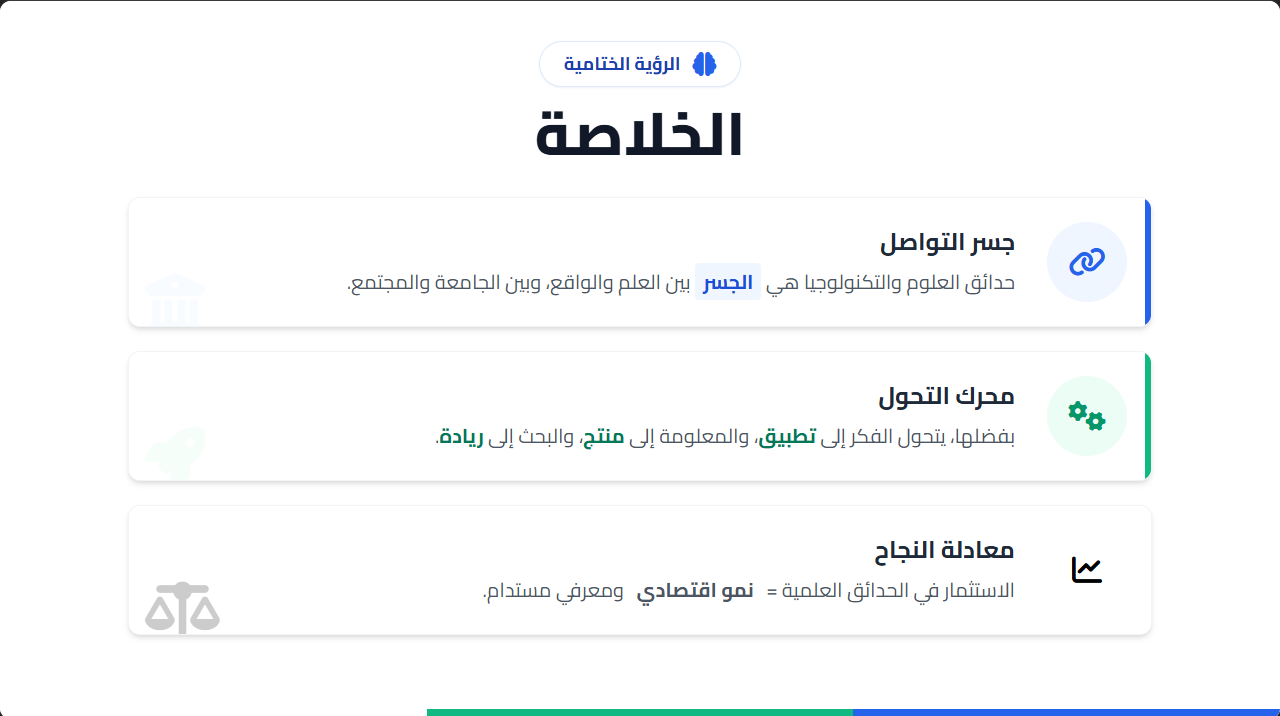 الرؤية الختامية
الخلاصة
جسر التواصل
حدائق العلوم والتكنولوجيا هي الجسر بين العلم والواقع، وبين الجامعة والمجتمع.
محرك التحول
بفضلها، يتحول الفكر إلى تطبيق، والمعلومة إلى منتج، والبحث إلى ريادة.
معادلة النجاح
الاستثمار في الحدائق العلمية = نمو اقتصادي ومعرفي مستدام.